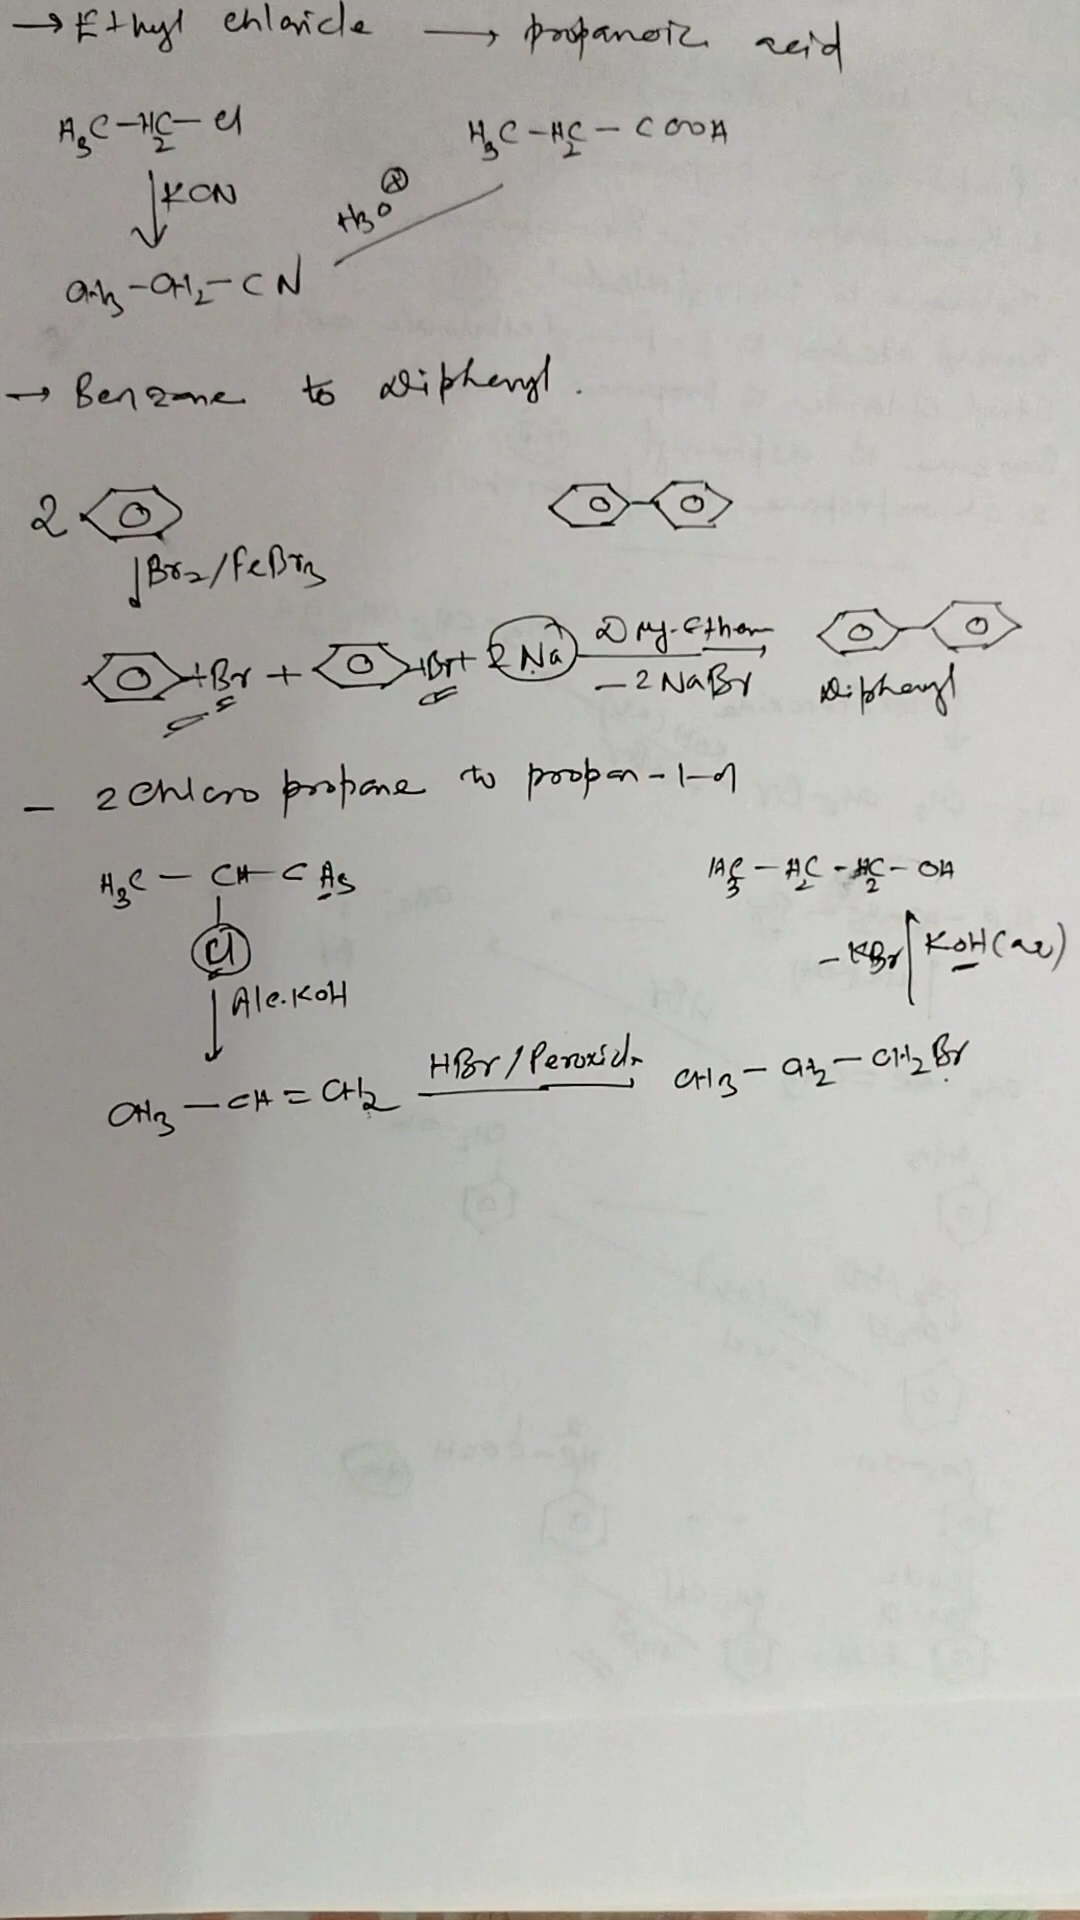 → Ethyl chloride → propanoic acid
H3C-H2C-Cl H3C-H2C-COOH
KCN H3O⊕
CH3-CH2-CN
→ Benzene to Diphenyl.
2
Br2/FeBr3
Br + Br + 2Na Dry-Ether
-2NaBr Diphenyl
- 2 Chloro propane to propan-1-ol
H3C - CH - CH3 H3C - H2C - H2C - OH
Cl -KBr KOH(aq)
Alc.KOH
CH3 - CH = CH2 HBr/Peroxide CH3 - CH2 - CH2Br